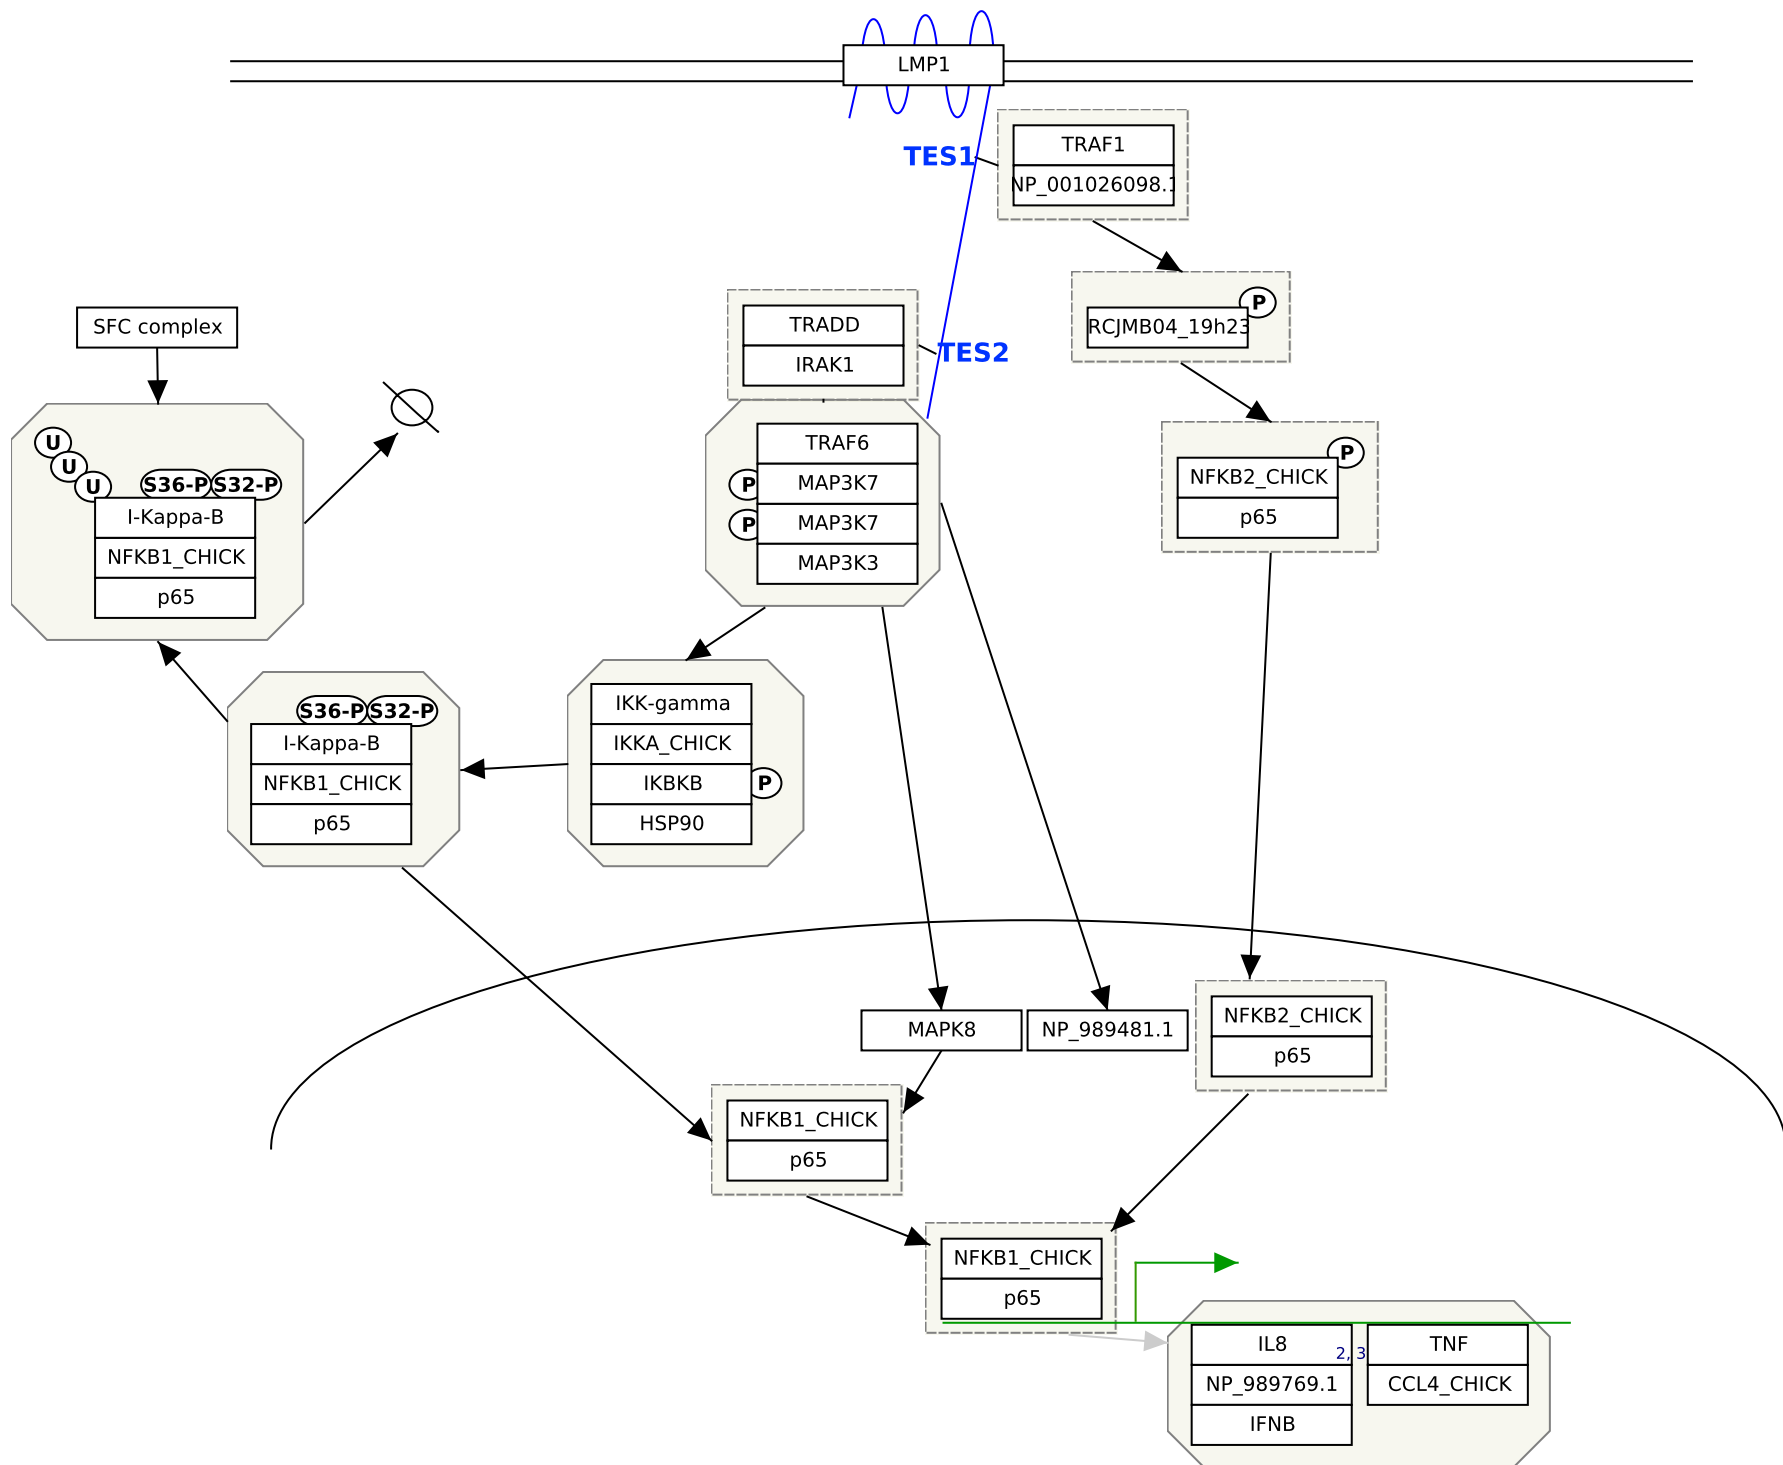 LMP1
TES1
TRAF1
NP_001026098.1
P
RCJMB04_19h23
SFC complex
TRADD
IRAK1
TES2
U
U
U
S36-P
S32-P
I-Kappa-B
NFKB1_CHICK
p65
TRAF6
P
MAP3K7
P
MAP3K7
MAP3K3
P
NFKB2_CHICK
p65
S36-P
S32-P
I-Kappa-B
NFKB1_CHICK
p65
IKK-gamma
IKKA_CHICK
IKBKB
P
HSP90
MAPK8
NP_989481.1
NFKB2_CHICK
p65
NFKB1_CHICK
p65
NFKB1_CHICK
p65
IL8
2, 3
TNF
NP_989769.1
CCL4_CHICK
IFNB